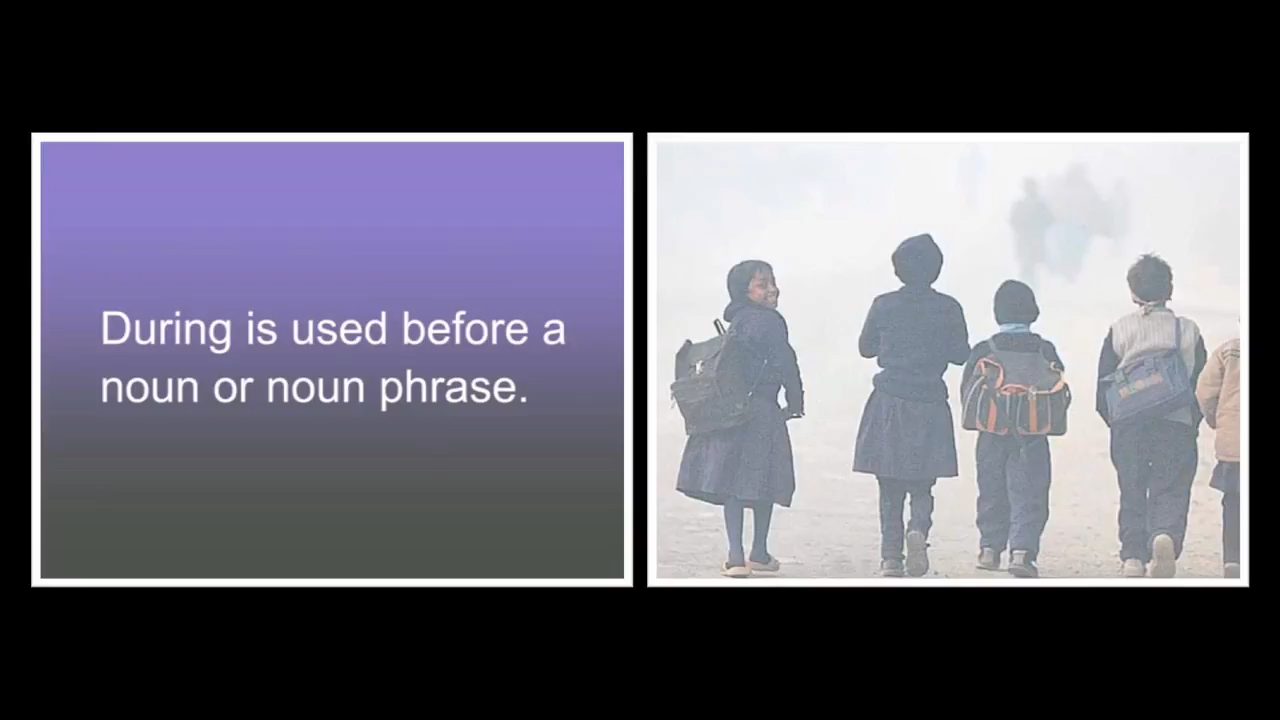 During is used before a
noun or noun phrase.